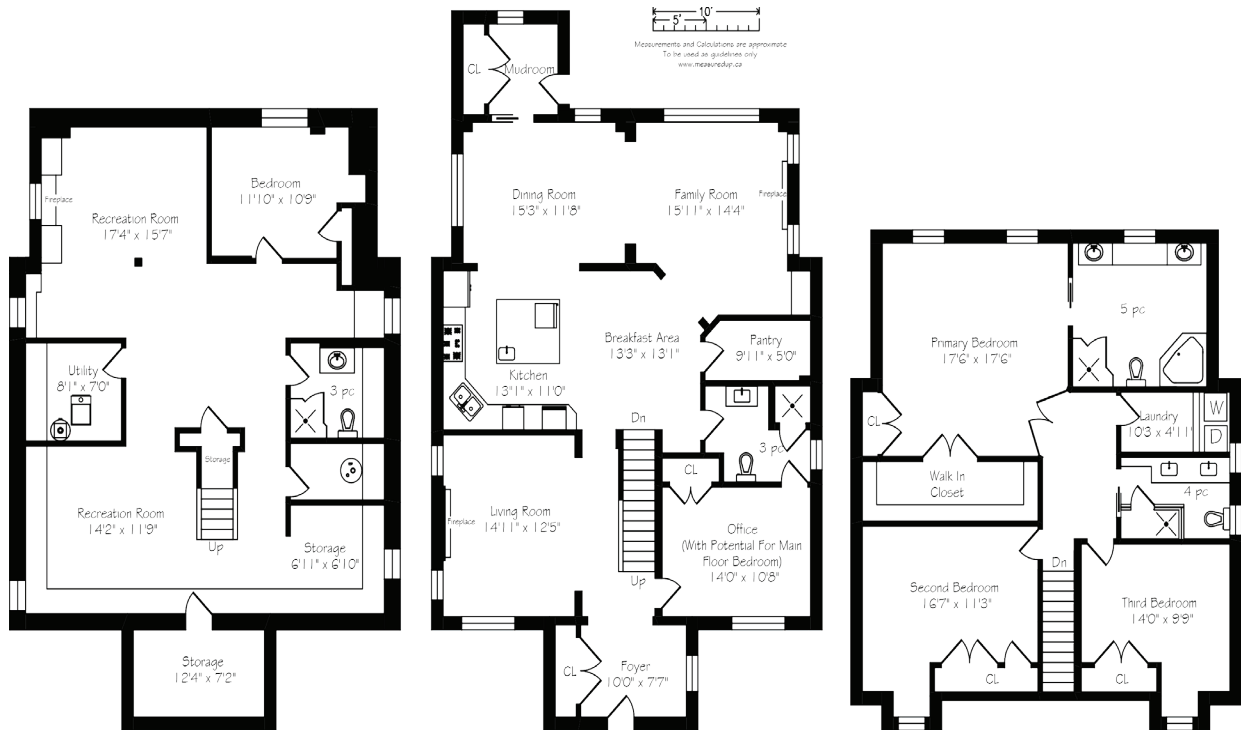 10'
5'
Measurements and Calculations are approximate
To be used as guidelines only
www.measuredup.ca
Bedroom
11'10" x 10'9"
Fireplace
Recreation Room
17'4" x 15'7"
Utility
8'1" x 7'0"
3 pc
Storage
Recreation Room
14'2" x 11'9"
Up
Storage
6'11" x 6'10"
Storage
12'4" x 7'2"
CL
Mudroom
Dining Room
15'3" x 11'8"
Family Room
15'11" x 14'4"
Fireplace
Breakfast Area
13'3" x 13'1"
Pantry
9'11" x 5'0"
Kitchen
13'1" x 11'0"
Dn
3 pc
CL
Living Room
14'11" x 12'5"
Fireplace
Office
(With Potential For Main
Floor Bedroom)
14'0" x 10'8"
Up
CL
Foyer
10'0" x 7'7"
5 pc
Primary Bedroom
17'6" x 17'6"
CL
Laundry
10'3 x 4'11"
W
D
Walk In
Closet
4 pc
Dn
Second Bedroom
16'7" x 11'3"
Third Bedroom
14'0" x 9'9"
CL
CL